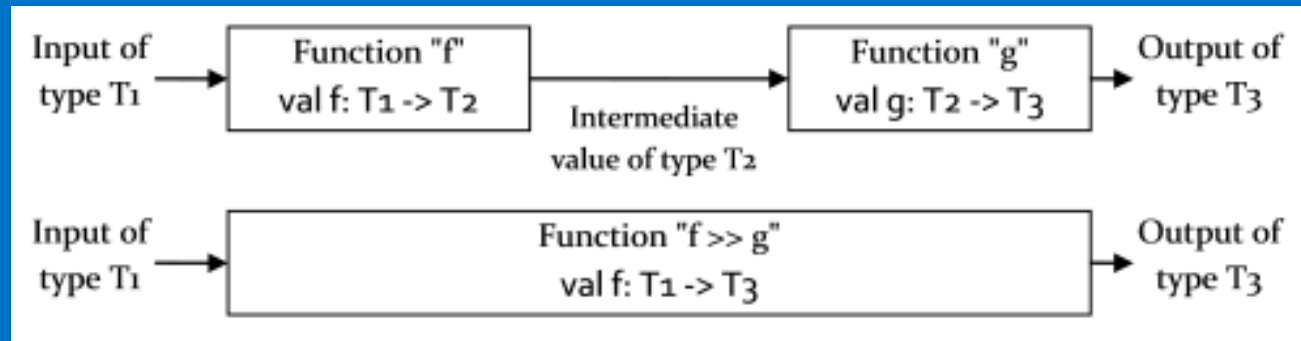 Input of
type T1
Function "f"
val f: T1 -> T2
Intermediate
value of type T2
Function "g"
val g: T2 -> T3
Output of
type T3
Input of
type T1
Function "f >> g"
val f: T1 -> T3
Output of
type T3